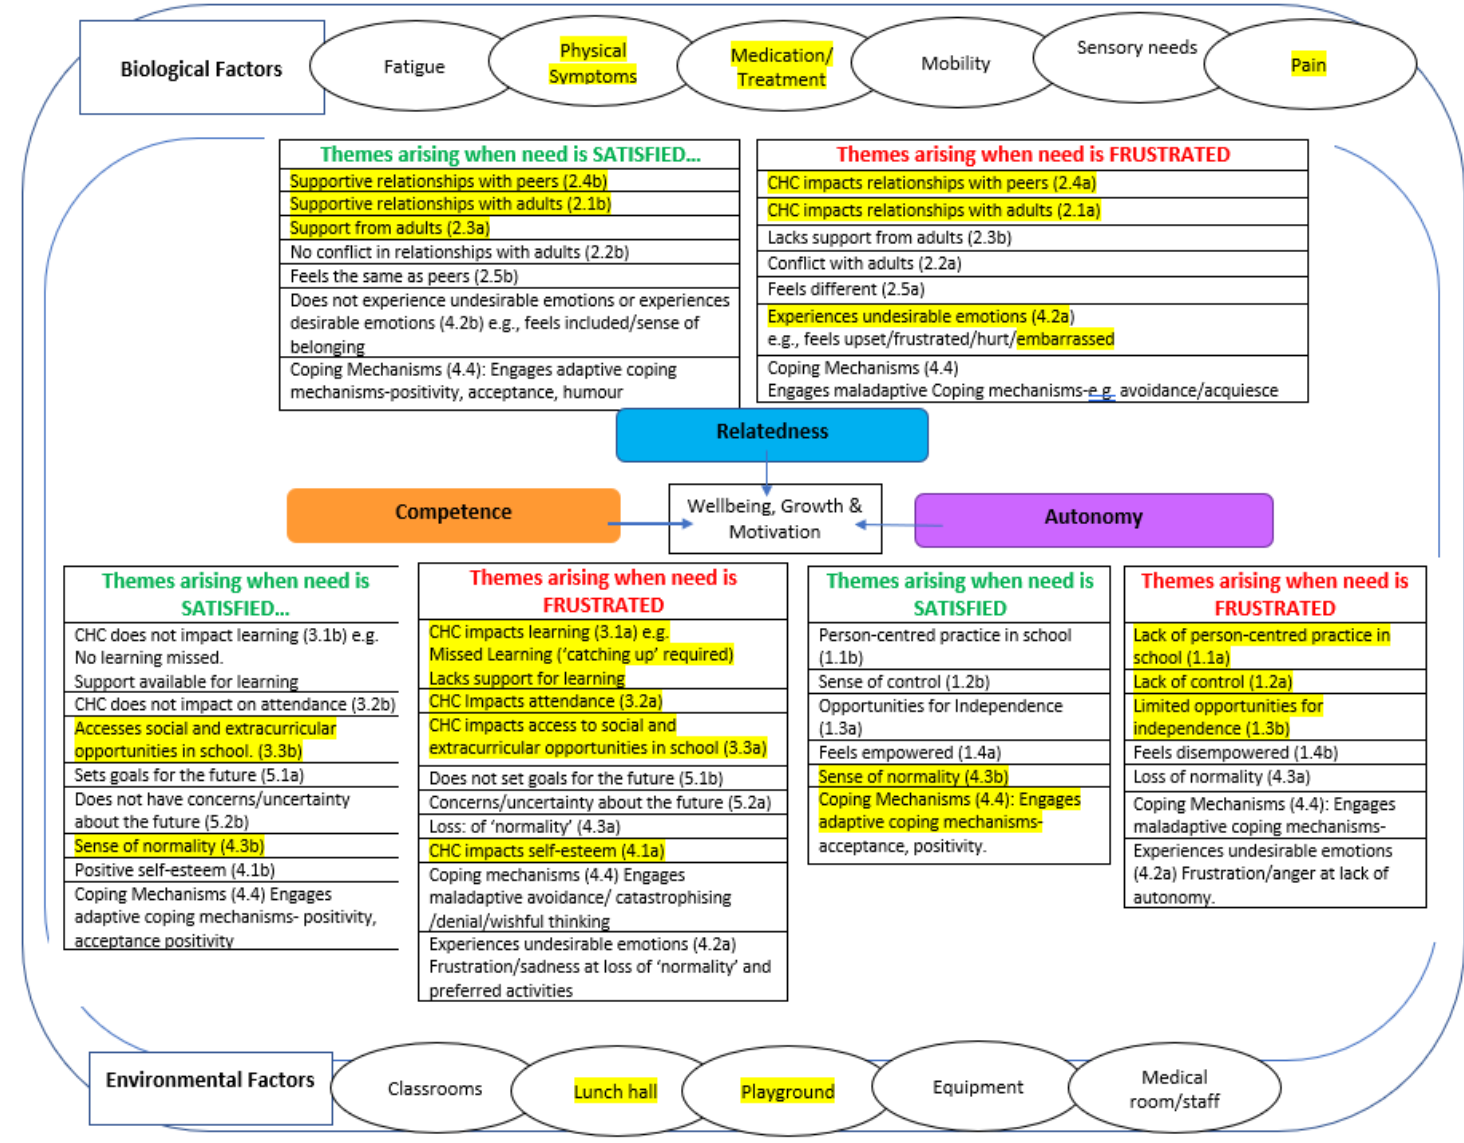 Biological Factors
Fatigue
Physical
Symptoms
Medication/
Treatment
Mobility
Sensory needs
Pain
Themes arising when need is SATISFIED...
Supportive relationships with peers (2.4b)
Supportive relationships with adults (2.1b)
Support from adults (2.3a)
No conflict in relationships with adults (2.2b)
Feels the same as peers (2.5b)
Does not experience undesirable emotions or experiences
desirable emotions (4.2b) e.g., feels included/sense of
belonging
Coping Mechanisms (4.4): Engages adaptive coping
mechanisms-positivity, acceptance, humour
Themes arising when need is FRUSTRATED
CHC impacts relationships with peers (2.4a)
CHC impacts relationships with adults (2.1a)
Lacks support from adults (2.3b)
Conflict with adults (2.2a)
Feels different (2.5a)
Experiences undesirable emotions (4.2a)
e.g., feels upset/frustrated/hurt/embarrassed
Coping Mechanisms (4.4)
Engages maladaptive Coping mechanisms-e.g. avoidance/acquiesce
Relatedness
Competence
Wellbeing, Growth &
Motivation
Autonomy
Themes arising when need is
SATISFIED...
CHC does not impact learning (3.1b) e.g.
No learning missed.
Support available for learning
CHC does not impact on attendance (3.2b)
Accesses social and extracurricular
opportunities in school. (3.3b)
Sets goals for the future (5.1a)
Does not have concerns/uncertainty
about the future (5.2b)
Sense of normality (4.3b)
Positive self-esteem (4.1b)
Coping Mechanisms (4.4) Engages
adaptive coping mechanisms- positivity,
acceptance positivity
Themes arising when need is
FRUSTRATED
CHC impacts learning (3.1a) e.g.
Missed Learning (‘catching up’ required)
Lacks support for learning
CHC Impacts attendance (3.2a)
CHC impacts access to social and
extracurricular opportunities in school (3.3a)
Does not set goals for the future (5.1b)
Concerns/uncertainty about the future (5.2a)
Loss: of ‘normality’ (4.3a)
CHC impacts self-esteem (4.1a)
Coping mechanisms (4.4) Engages
maladaptive avoidance/ catastrophising
/denial/wishful thinking
Experiences undesirable emotions (4.2a)
Frustration/sadness at loss of ‘normality’ and
preferred activities
Themes arising when need is
SATISFIED
Person-centred practice in school
(1.1b)
Sense of control (1.2b)
Opportunities for Independence
(1.3a)
Feels empowered (1.4a)
Sense of normality (4.3b)
Coping Mechanisms (4.4): Engages
adaptive coping mechanisms-
acceptance, positivity.
Themes arising when need is
FRUSTRATED
Lack of person-centred practice in
school (1.1a)
Lack of control (1.2a)
Limited opportunities for
independence (1.3b)
Feels disempowered (1.4b)
Loss of normality (4.3a)
Coping Mechanisms (4.4): Engages
maladaptive coping mechanisms-
Experiences undesirable emotions
(4.2a) Frustration/anger at lack of
autonomy.
Environmental Factors
Classrooms
Lunch hall
Playground
Equipment
Medical
room/staff